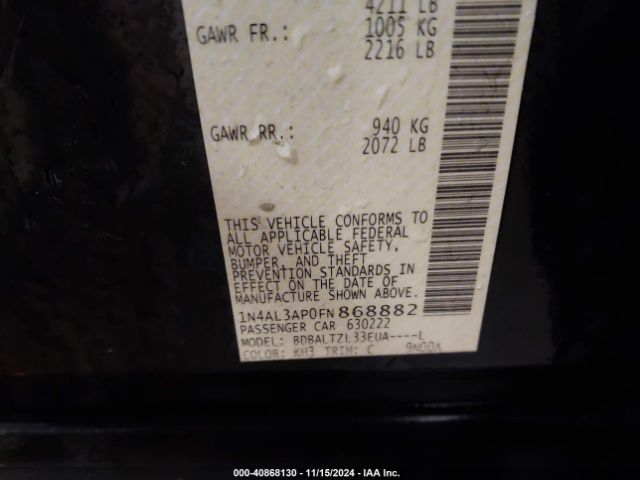 4211 LB
GAWR FR.: 1005 KG
2216 LB
GAWR RR.: 940 KG
2072 LB
THIS VEHICLE CONFORMS TO
ALL APPLICABLE FEDERAL
MOTOR VEHICLE SAFETY,
BUMPER, AND THEFT
PREVENTION STANDARDS IN
EFFECT ON THE DATE OF
MANUFACTURE SHOWN ABOVE.
1N4AL3AP0FN868882
PASSENGER CAR 630222
MODEL: BDBALTZL33EUA----L
COLOR: KH3 TRIM: C
000-40868130 - 11/15/2024 - IAA Inc.